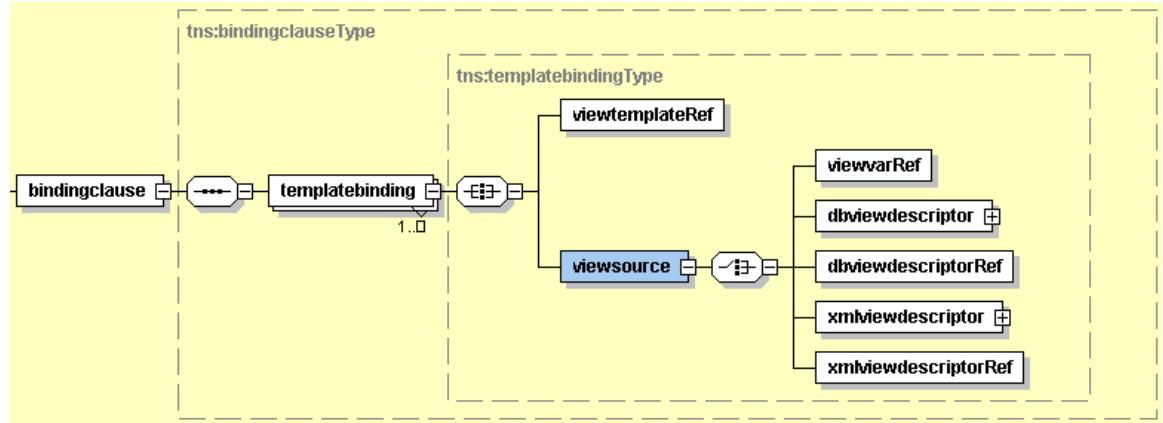 tns:bindingclauseType
tns:templatebindingType
viewtemplateRef
bindingclause
templatebinding
1..
viewvarRef
dbviewdescriptor
viewsource
dbviewdescriptorRef
xmlviewdescriptor
xmlviewdescriptorRef